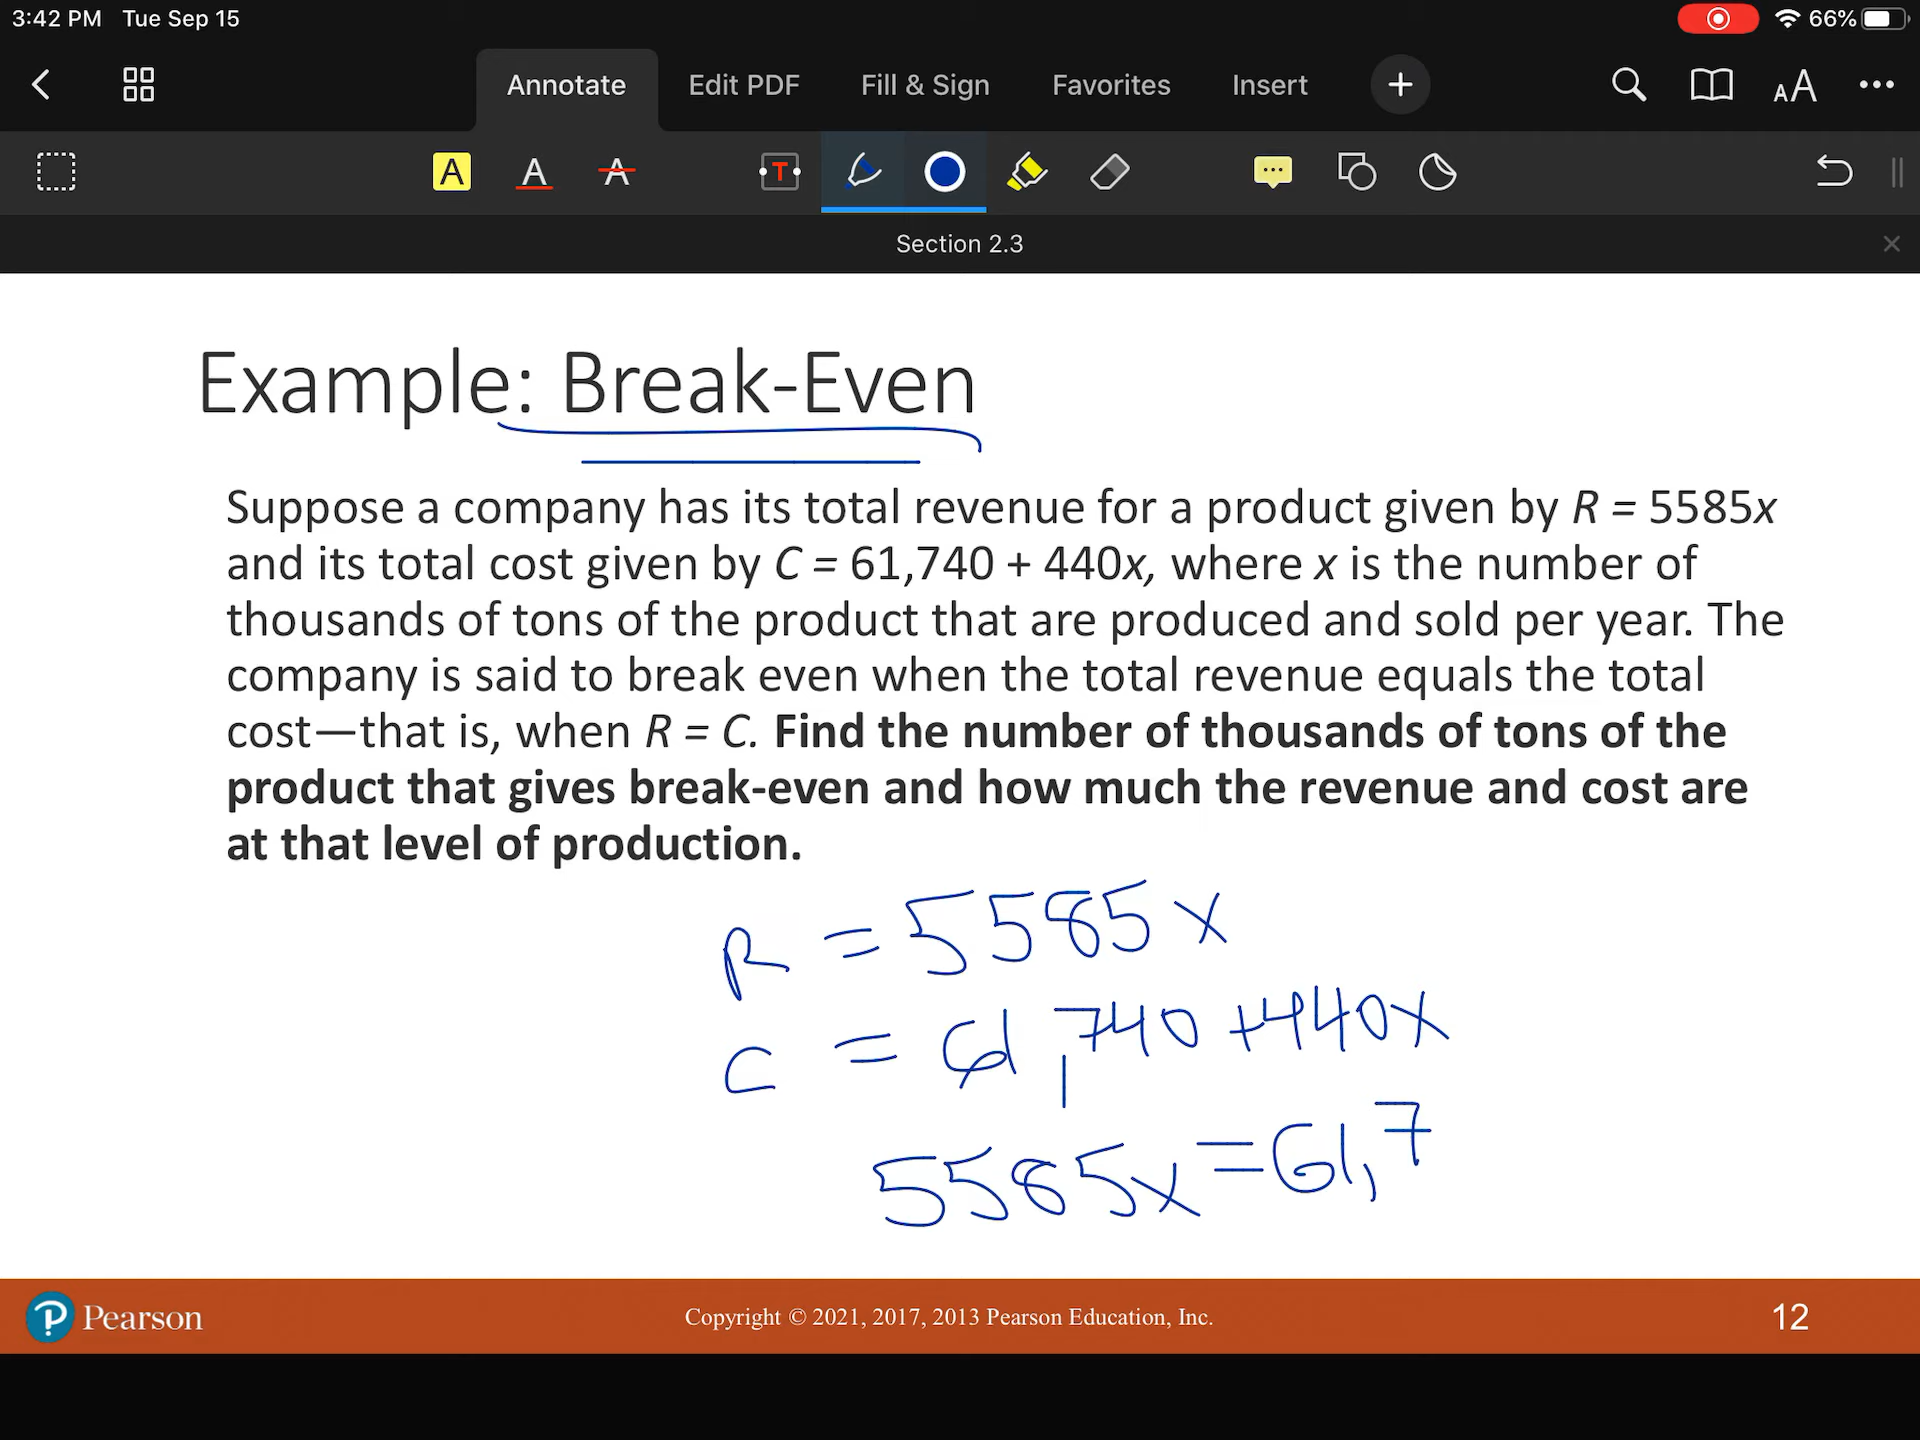 3:42 PM Tue Sep 15 66%
Annotate Edit PDF Fill & Sign Favorites Insert + AA
A A A T
Section 2.3
Example: Break-Even
Suppose a company has its total revenue for a product given by R = 5585x
and its total cost given by C = 61,740 + 440x, where x is the number of
thousands of tons of the product that are produced and sold per year. The
company is said to break even when the total revenue equals the total
cost—that is, when R = C. Find the number of thousands of tons of the
product that gives break-even and how much the revenue and cost are
at that level of production.
R = 5585x
C = 61,740 +440x
5585x = 61,7
P Pearson Copyright © 2021, 2017, 2013 Pearson Education, Inc. 12